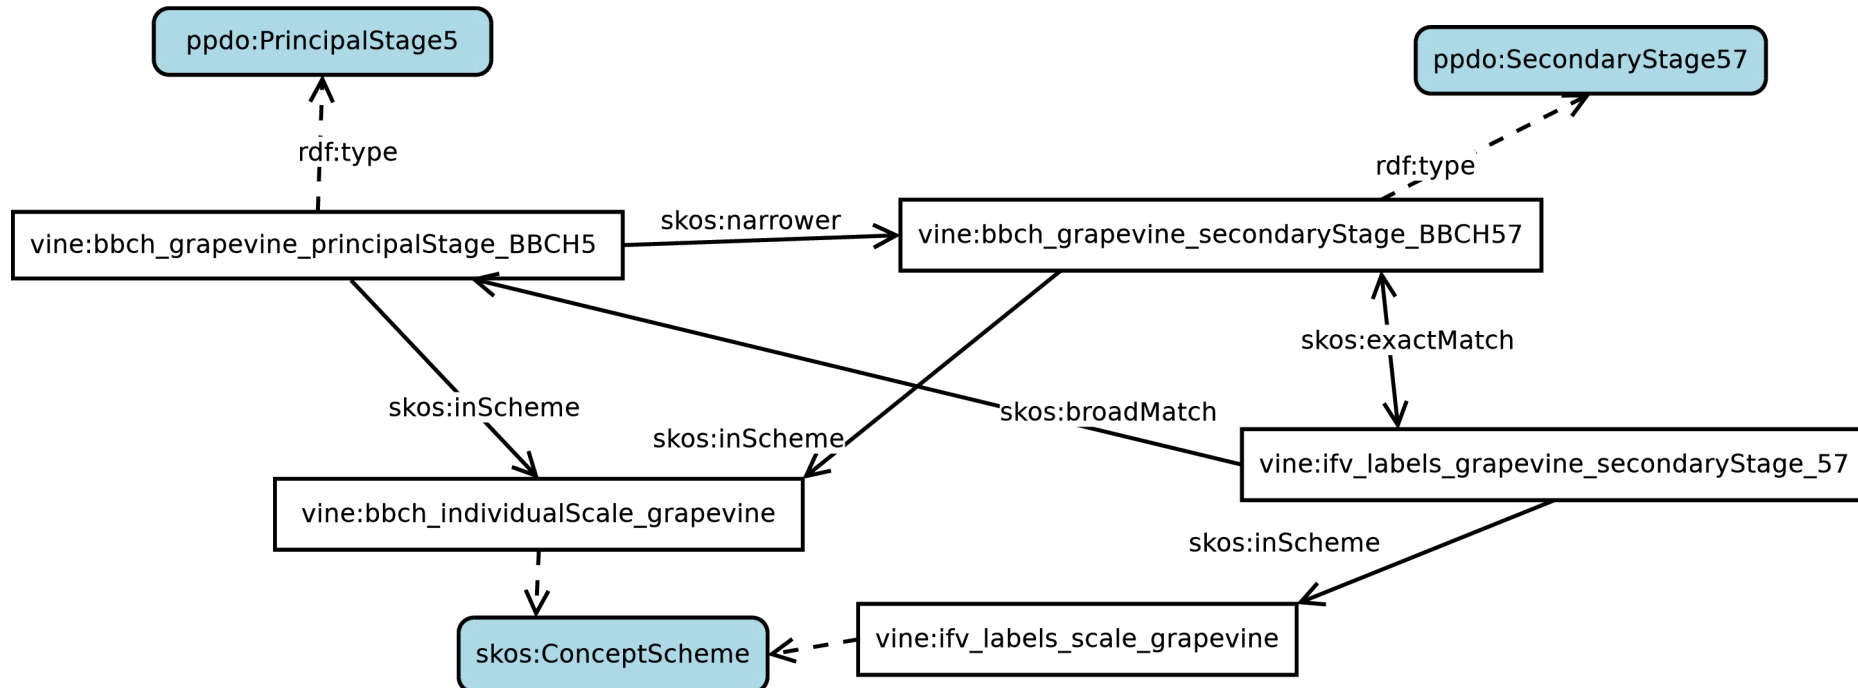 ppdo:PrincipalStage5
ppdo:SecondaryStage57
rdf:type
rdf:type
vine:bbch_grapevine_principalStage_BBCH5
skos:narrower
vine:bbch_grapevine_secondaryStage_BBCH57
skos:exactMatch
skos:inScheme
skos:broadMatch
skos:inScheme
vine:ifv_labels_grapevine_secondaryStage_57
vine:bbch_individualScale_grapevine
skos:inScheme
vine:ifv_labels_scale_grapevine
skos:ConceptScheme